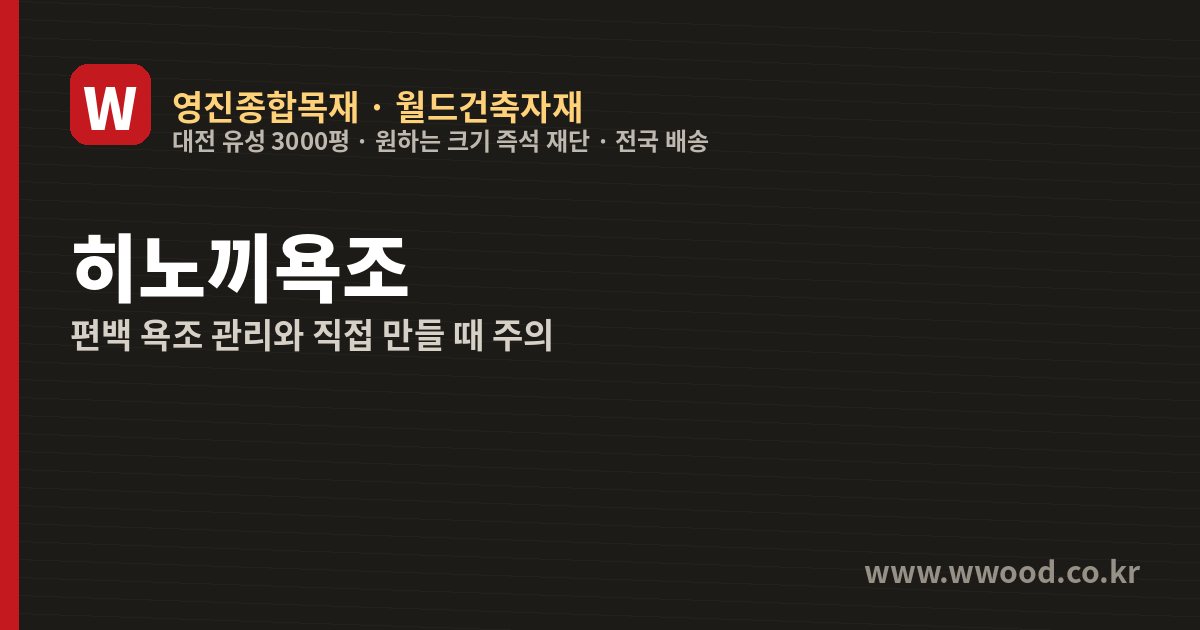 W
영진종합목재 · 월드건축자재
대전 유성 3000평 · 원하는 크기 즉석 재단 · 전국 배송
히노끼욕조
편백 욕조 관리와 직접 만들 때 주의
www.wwood.co.kr